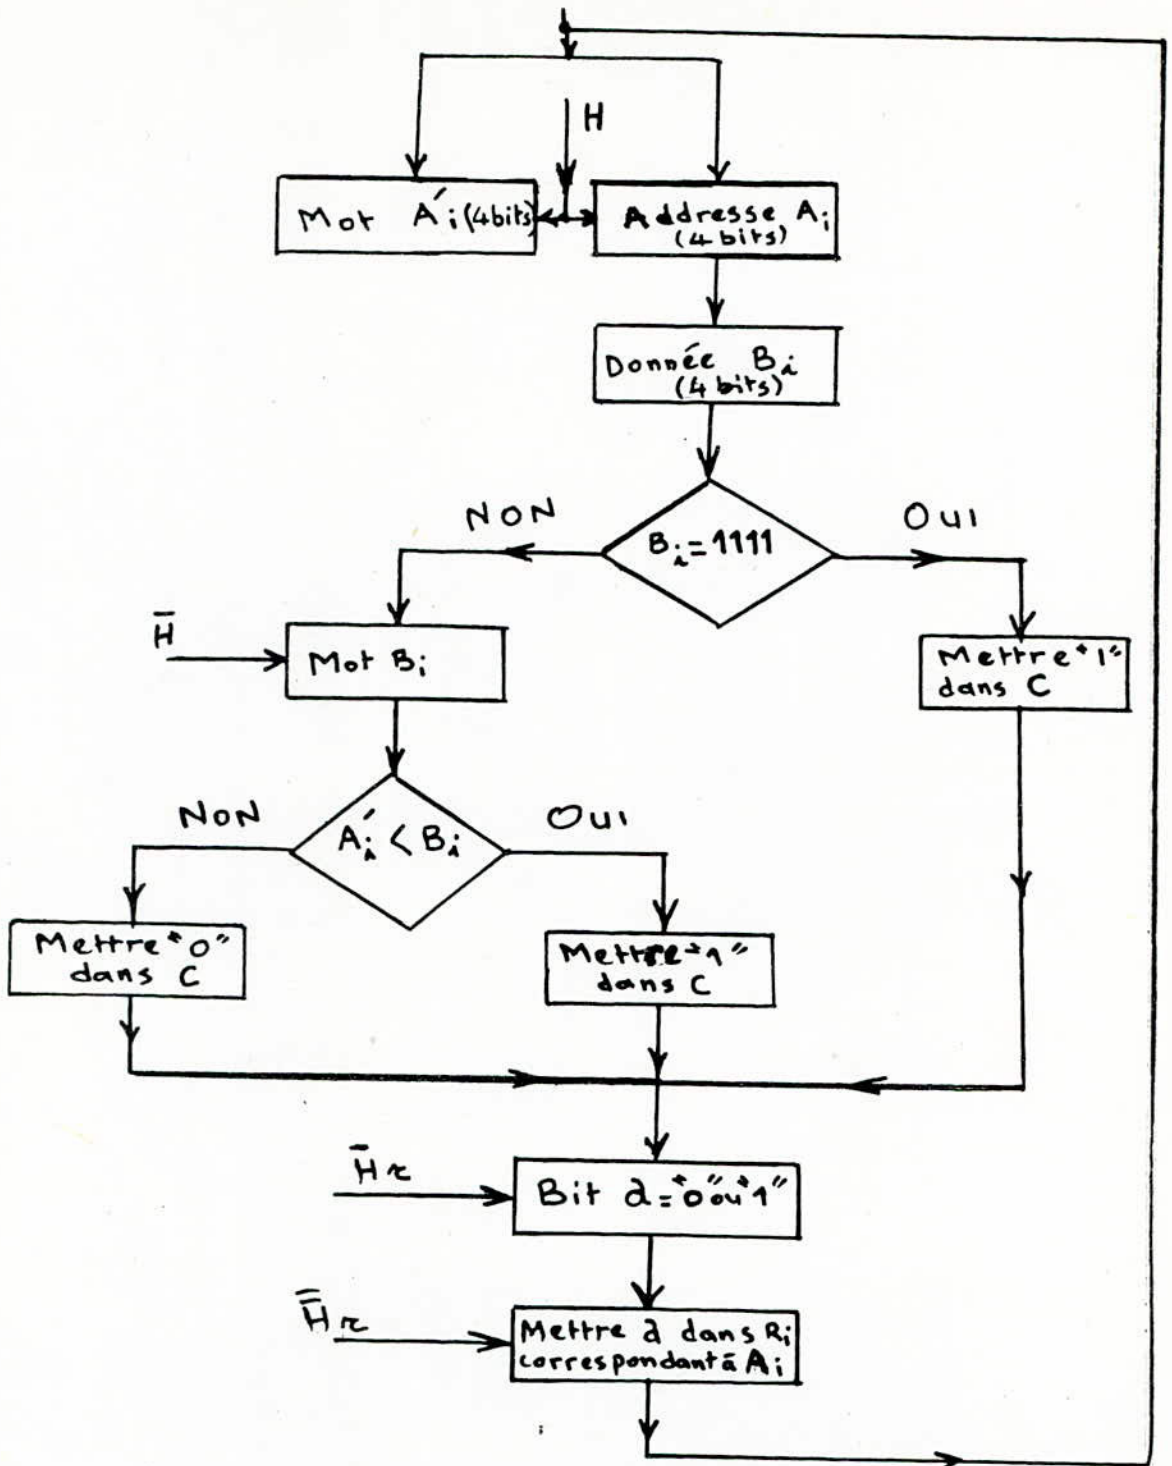 H
Mot A'i (4bits)
Addresse Ai
(4 bits)
Donnée Bi
(4 bits)
NON
OUI
Bi = 1111
H̄
Mot Bi
Mettre "1"
dans C
NON
OUI
A'i < Bi
Mettre "0"
dans C
Mettre "1"
dans C
H̄r
Bit a = "0" ou "1"
H̿r
Mettre a dans Ri
correspondant à Ai